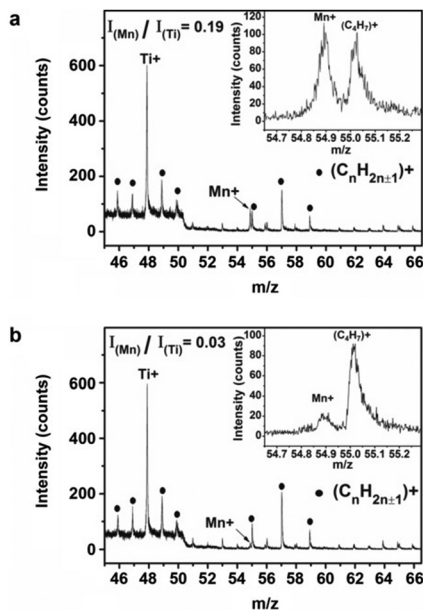 a
I(Mn) / I(Ti) = 0.19
Ti+
Mn+
(CnH2n±1)+
Intensity (counts)
600
400
200
0
46 48 50 52 54 56 58 60 62 64 66
m/z
Mn+
(C4H7)+
Intensity (counts)
120
100
80
60
40
20
0
54.7 54.8 54.9 55.0 55.1 55.2
m/z
b
I(Mn) / I(Ti) = 0.03
Ti+
Mn+
(CnH2n±1)+
Intensity (counts)
600
400
200
0
46 48 50 52 54 56 58 60 62 64 66
m/z
(C4H7)+
Mn+
Intensity (counts)
100
80
60
40
20
0
54.7 54.8 54.9 55.0 55.1 55.2
m/z